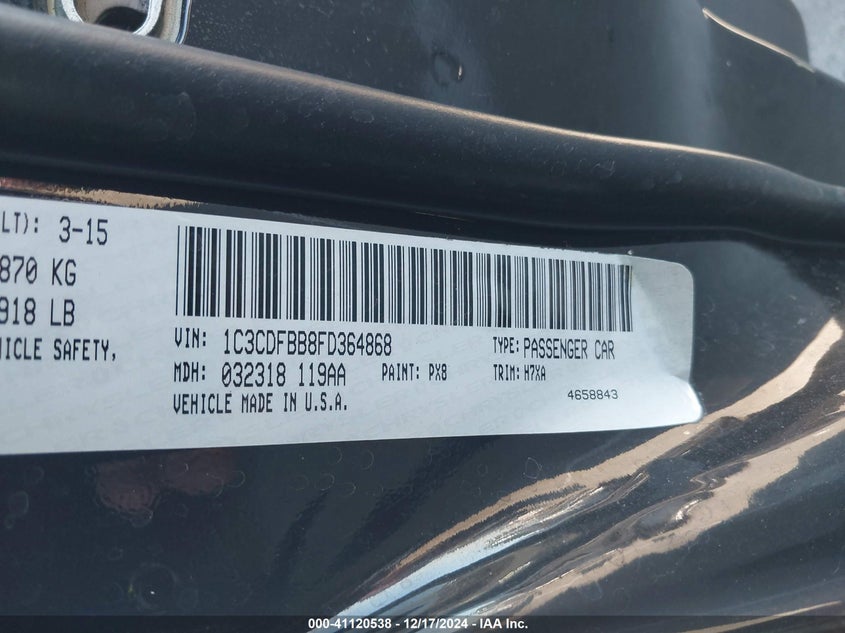 LT): 3-15
870 KG
918 LB
HICLE SAFETY,
VIN: 1C3CDFBB8FD364868 TYPE: PASSENGER CAR
MDH: 032318 119AA PAINT: PX8 TRIM: H7XA
VEHICLE MADE IN U.S.A. 4658843
000-41120538 - 12/17/2024 - IAA Inc.